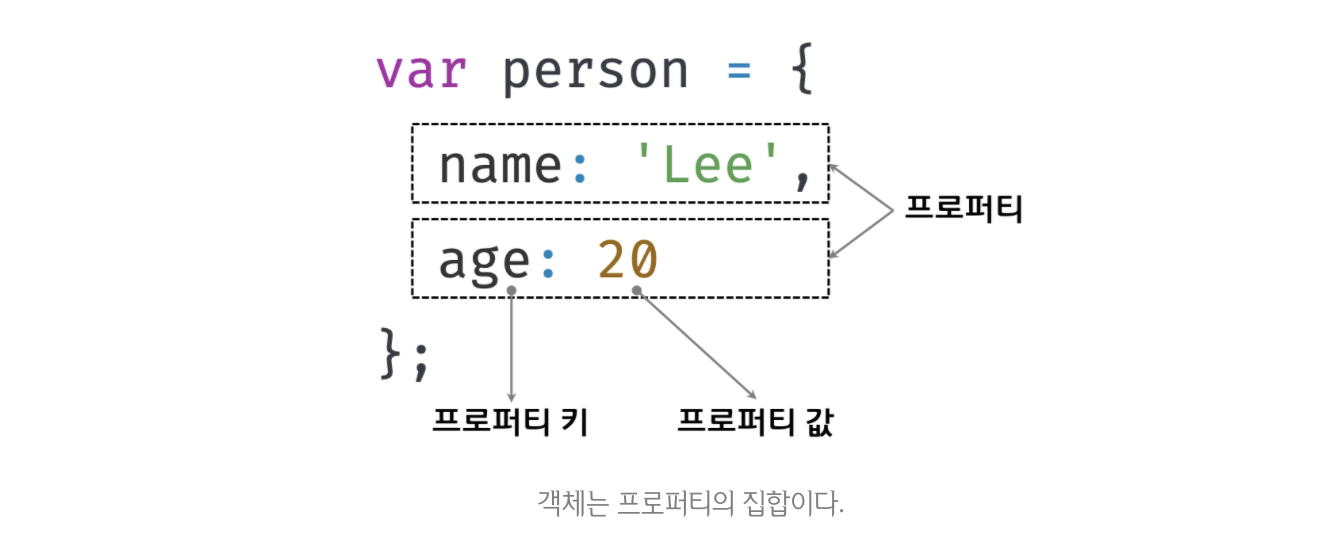 var person = {
name: 'Lee',
프로퍼티
age: 20
};
프로퍼티 키
프로퍼티 값
객체는 프로퍼티의 집합이다.